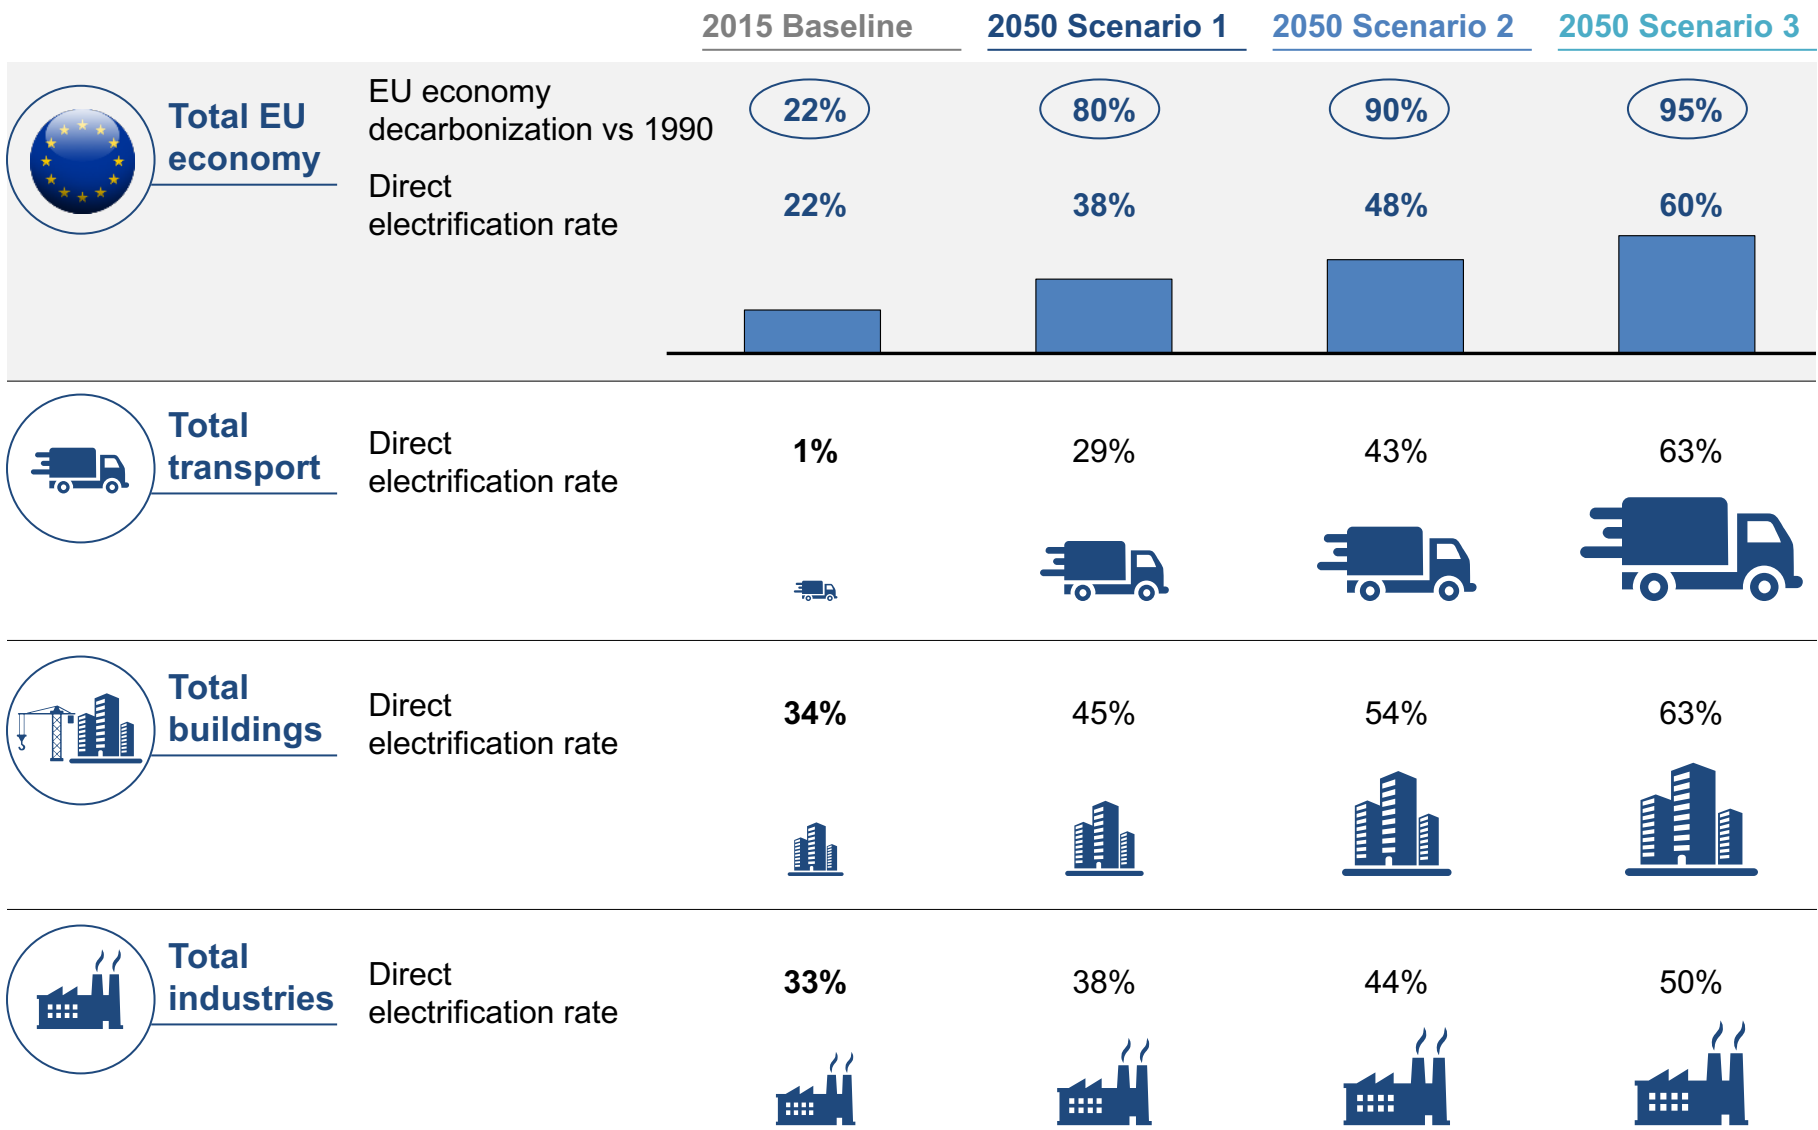 2015 Baseline 2050 Scenario 1 2050 Scenario 2 2050 Scenario 3
Total EU
economy
EU economy
decarbonization vs 1990
22% 80% 90% 95%
Direct
electrification rate
22% 38% 48% 60%
Total
transport
Direct
electrification rate
1% 29% 43% 63%
Total
buildings
Direct
electrification rate
34% 45% 54% 63%
Total
industries
Direct
electrification rate
33% 38% 44% 50%